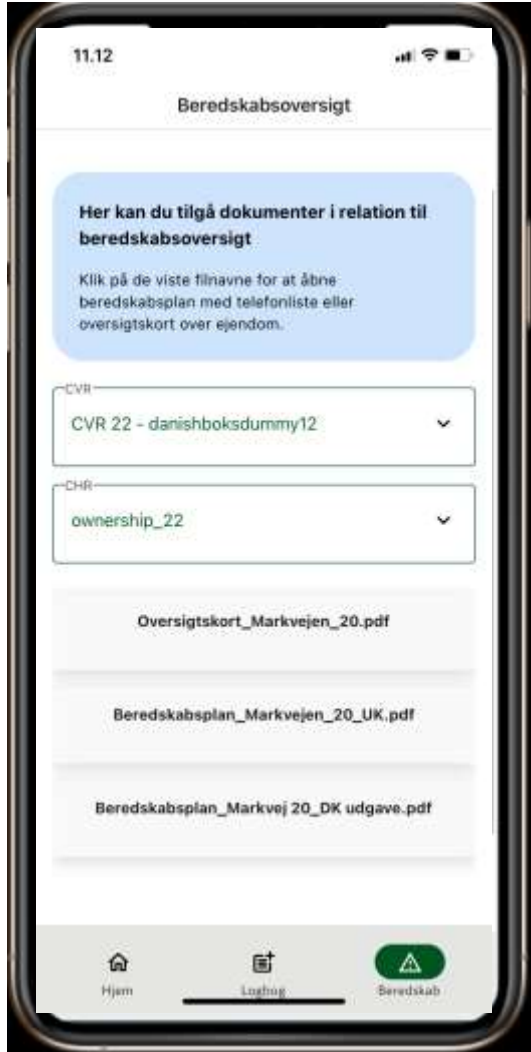 11.12
Beredskabsoversigt
Her kan du tilgå dokumenter i relation til
beredskabsoversigt
Klik på de viste filnavne for at åbne
beredskabsplan med telefonliste eller
oversigtskort over ejendom.
CVR
CVR 22 - danishboksdummy12
CHR
ownership_22
Oversigtskort_Markvejen_20.pdf
Beredskabsplan_Markvejen_20_UK.pdf
Beredskabsplan_Markvej 20_DK udgave.pdf
Hjem
Logbog
Beredskab